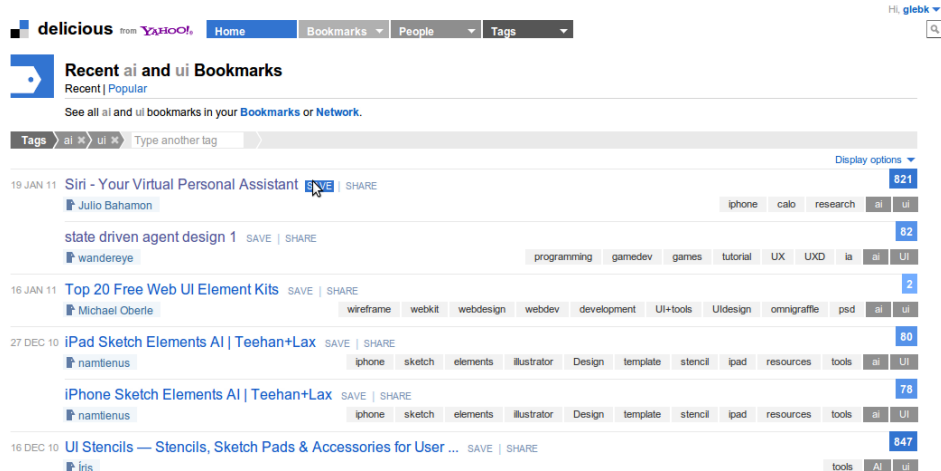 Hi, glebk
delicious from YAHOO!. Home Bookmarks People Tags
Recent ai and ui Bookmarks
Recent | Popular
See all ai and ui bookmarks in your Bookmarks or Network.
Tags ai ui Type another tag
Display options
19 JAN 11 Siri - Your Virtual Personal Assistant SAVE | SHARE 821
Julio Bahamon iphone calo research ai ui
state driven agent design 1 SAVE | SHARE 82
wandereye programming gamedev games tutorial UX UXD ia ai UI
16 JAN 11 Top 20 Free Web UI Element Kits SAVE | SHARE 2
Michael Oberle wireframe webkit webdesign webdev development UI+tools UIdesign omnigraffle psd ai ui
27 DEC 10 iPad Sketch Elements AI | Teehan+Lax SAVE | SHARE 80
namtienus iphone sketch elements illustrator Design template stencil ipad resources tools ai UI
iPhone Sketch Elements AI | Teehan+Lax SAVE | SHARE 78
namtienus iphone sketch elements illustrator Design template stencil ipad resources tools ai UI
16 DEC 10 UI Stencils — Stencils, Sketch Pads & Accessories for User ... SAVE | SHARE 847
Íris tools AI ui